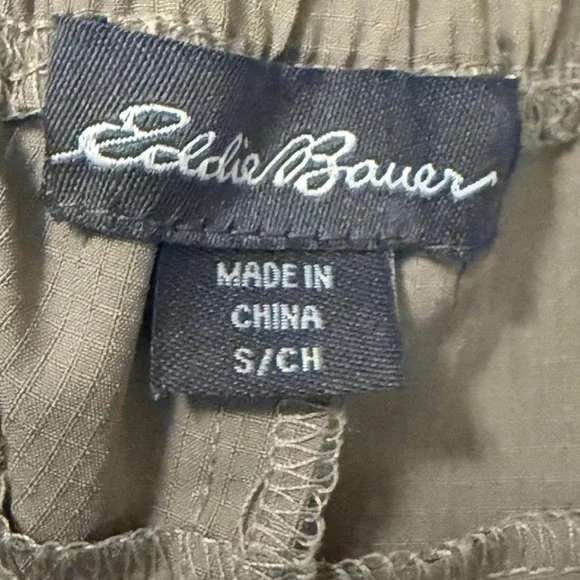 Eddie Bauer
MADE IN
CHINA
S/CH